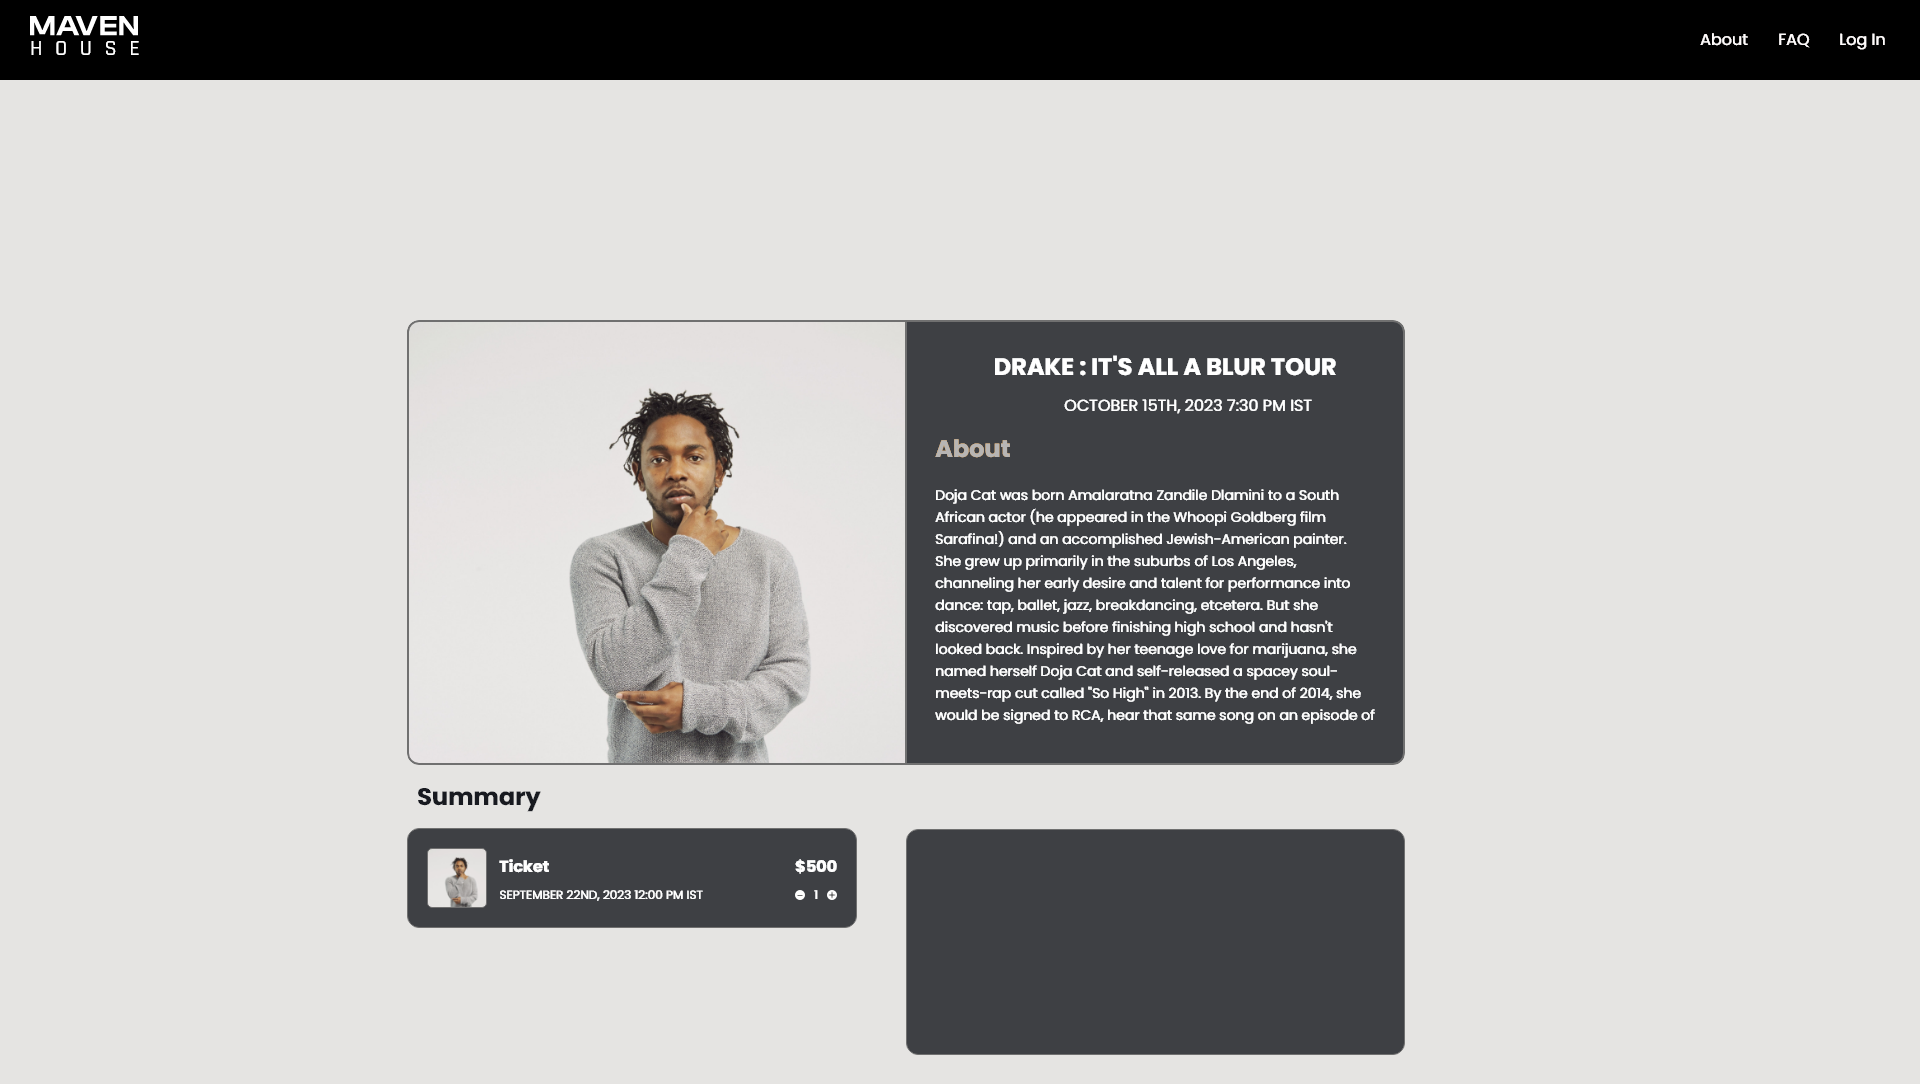 MAVEN
HOUSE
About
FAQ
Log In
DRAKE : IT'S ALL A BLUR TOUR
OCTOBER 15TH, 2023 7:30 PM IST
About
Doja Cat was born Amalaratna Zandile Dlamini to a South
African actor (he appeared in the Whoopi Goldberg film
Sarafina!) and an accomplished Jewish-American painter.
She grew up primarily in the suburbs of Los Angeles,
channeling her early desire and talent for performance into
dance: tap, ballet, jazz, breakdancing, etcetera. But she
discovered music before finishing high school and hasn't
looked back. Inspired by her teenage love for marijuana, she
named herself Doja Cat and self-released a spacey soul-
meets-rap cut called "So High" in 2013. By the end of 2014, she
would be signed to RCA, hear that same song on an episode of
Summary
Ticket
$500
SEPTEMBER 22ND, 2023 12:00 PM IST
1